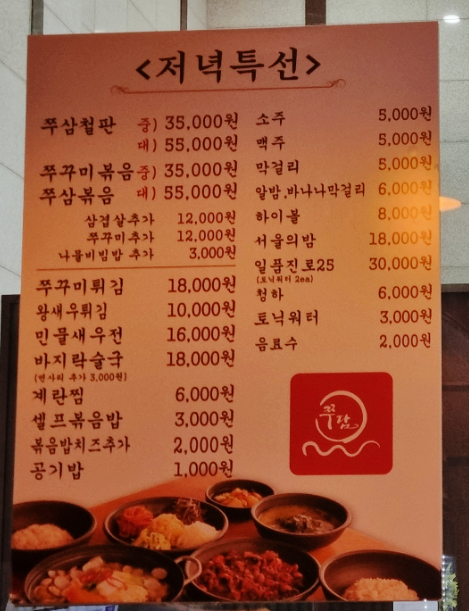 <저녁특선>
쭈삼철판 중) 35,000원
대) 55,000원
쭈꾸미볶음 중) 35,000원
쭈삼볶음 대) 55,000원
삼겹살추가 12,000원
쭈꾸미추가 12,000원
나물비빔밥 추가 3,000원
쭈꾸미튀김 18,000원
왕새우튀김 10,000원
민물새우전 16,000원
바지락술국 18,000원
(면사리 추가 3,000원)
계란찜 6,000원
셀프볶음밥 3,000원
볶음밥치즈추가 2,000원
공기밥 1,000원
소주 5,000원
맥주 5,000원
막걸리 5,000원
알밤,바나나막걸리 6,000원
하이볼 8,000원
서울의밤 18,000원
일품진로25 30,000원
(토닉워터 2ea)
청하 6,000원
토닉워터 3,000원
음료수 2,000원
쭈람